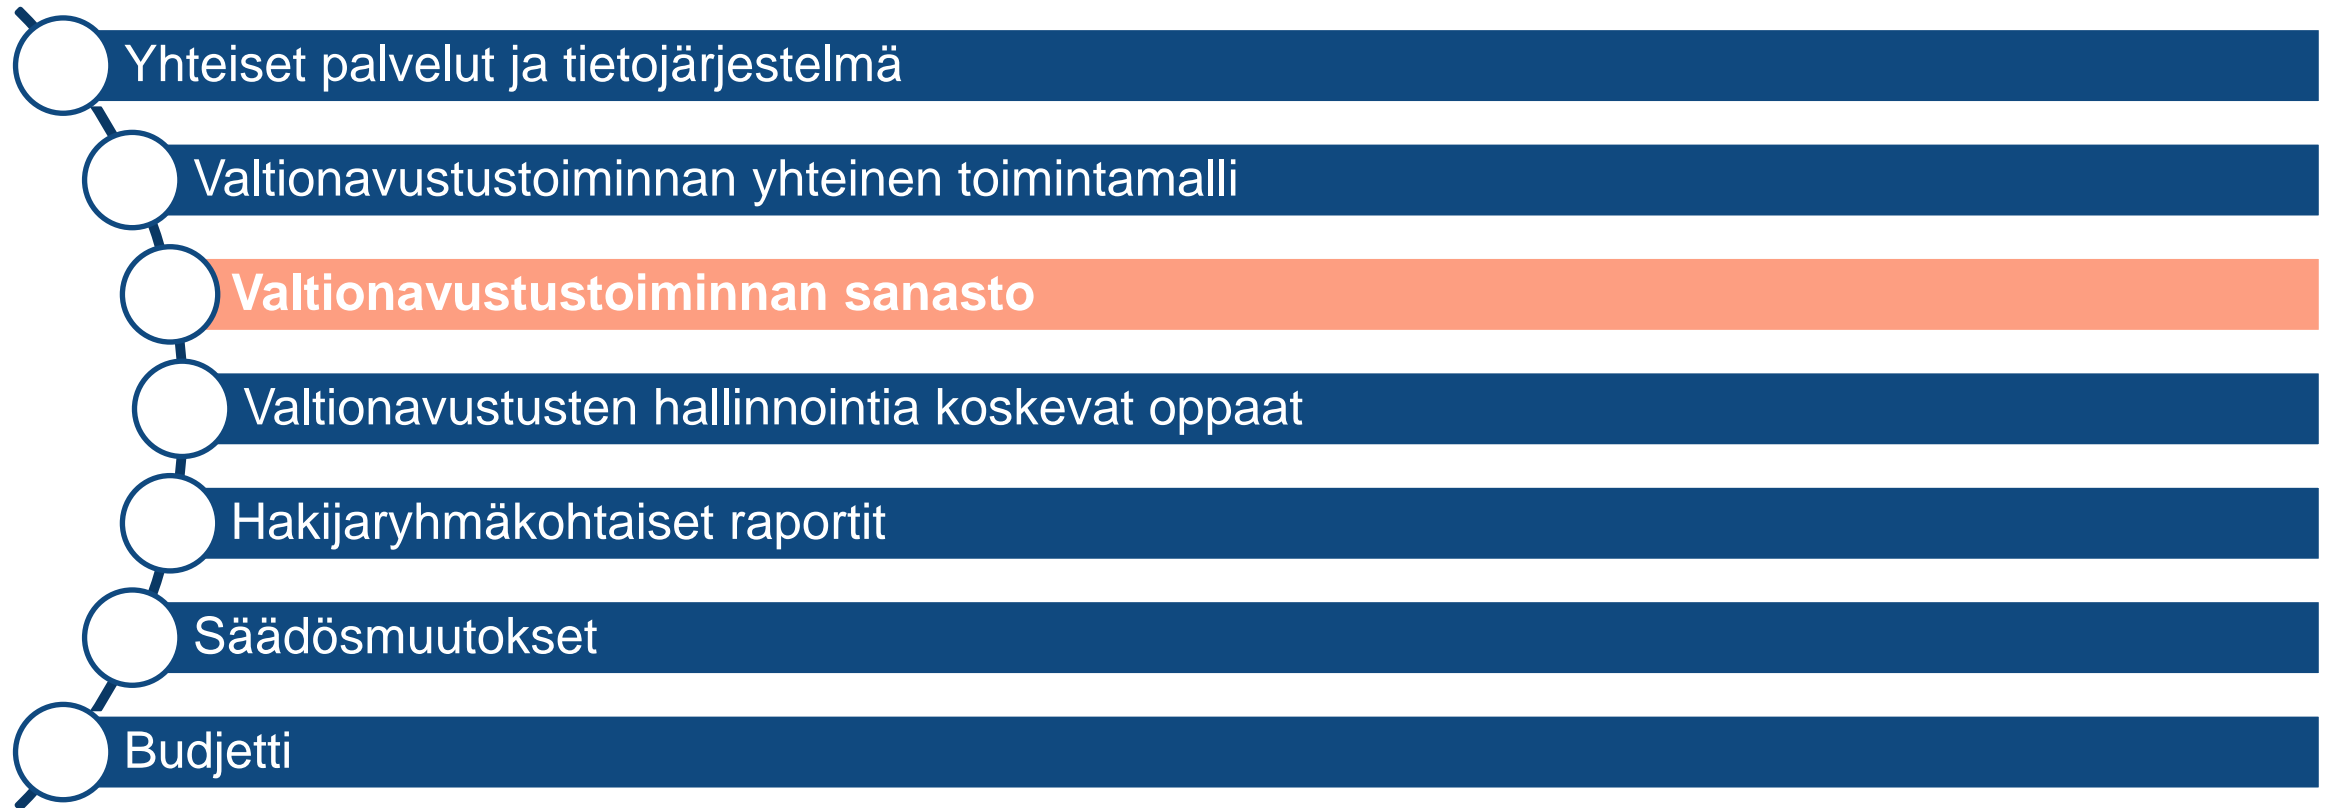 Yhteiset palvelut ja tietojärjestelmä
Valtionavustustoiminnan yhteinen toimintamalli
Valtionavustustoiminnan sanasto
Valtionavustusten hallinnointia koskevat oppaat
Hakijaryhmäkohtaiset raportit
Säädösmuutokset
Budjetti